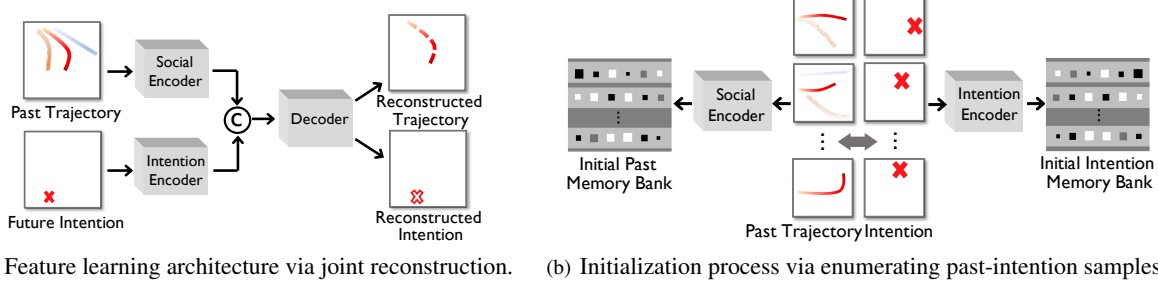 Past Trajectory
Social
Encoder
Future Intention
Intention
Encoder
C
Decoder
Reconstructed
Trajectory
Reconstructed
Intention
Feature learning architecture via joint reconstruction.
Initial Past
Memory Bank
Social
Encoder
Past Trajectory Intention
Intention
Encoder
Initial Intention
Memory Bank
(b) Initialization process via enumerating past-intention samples